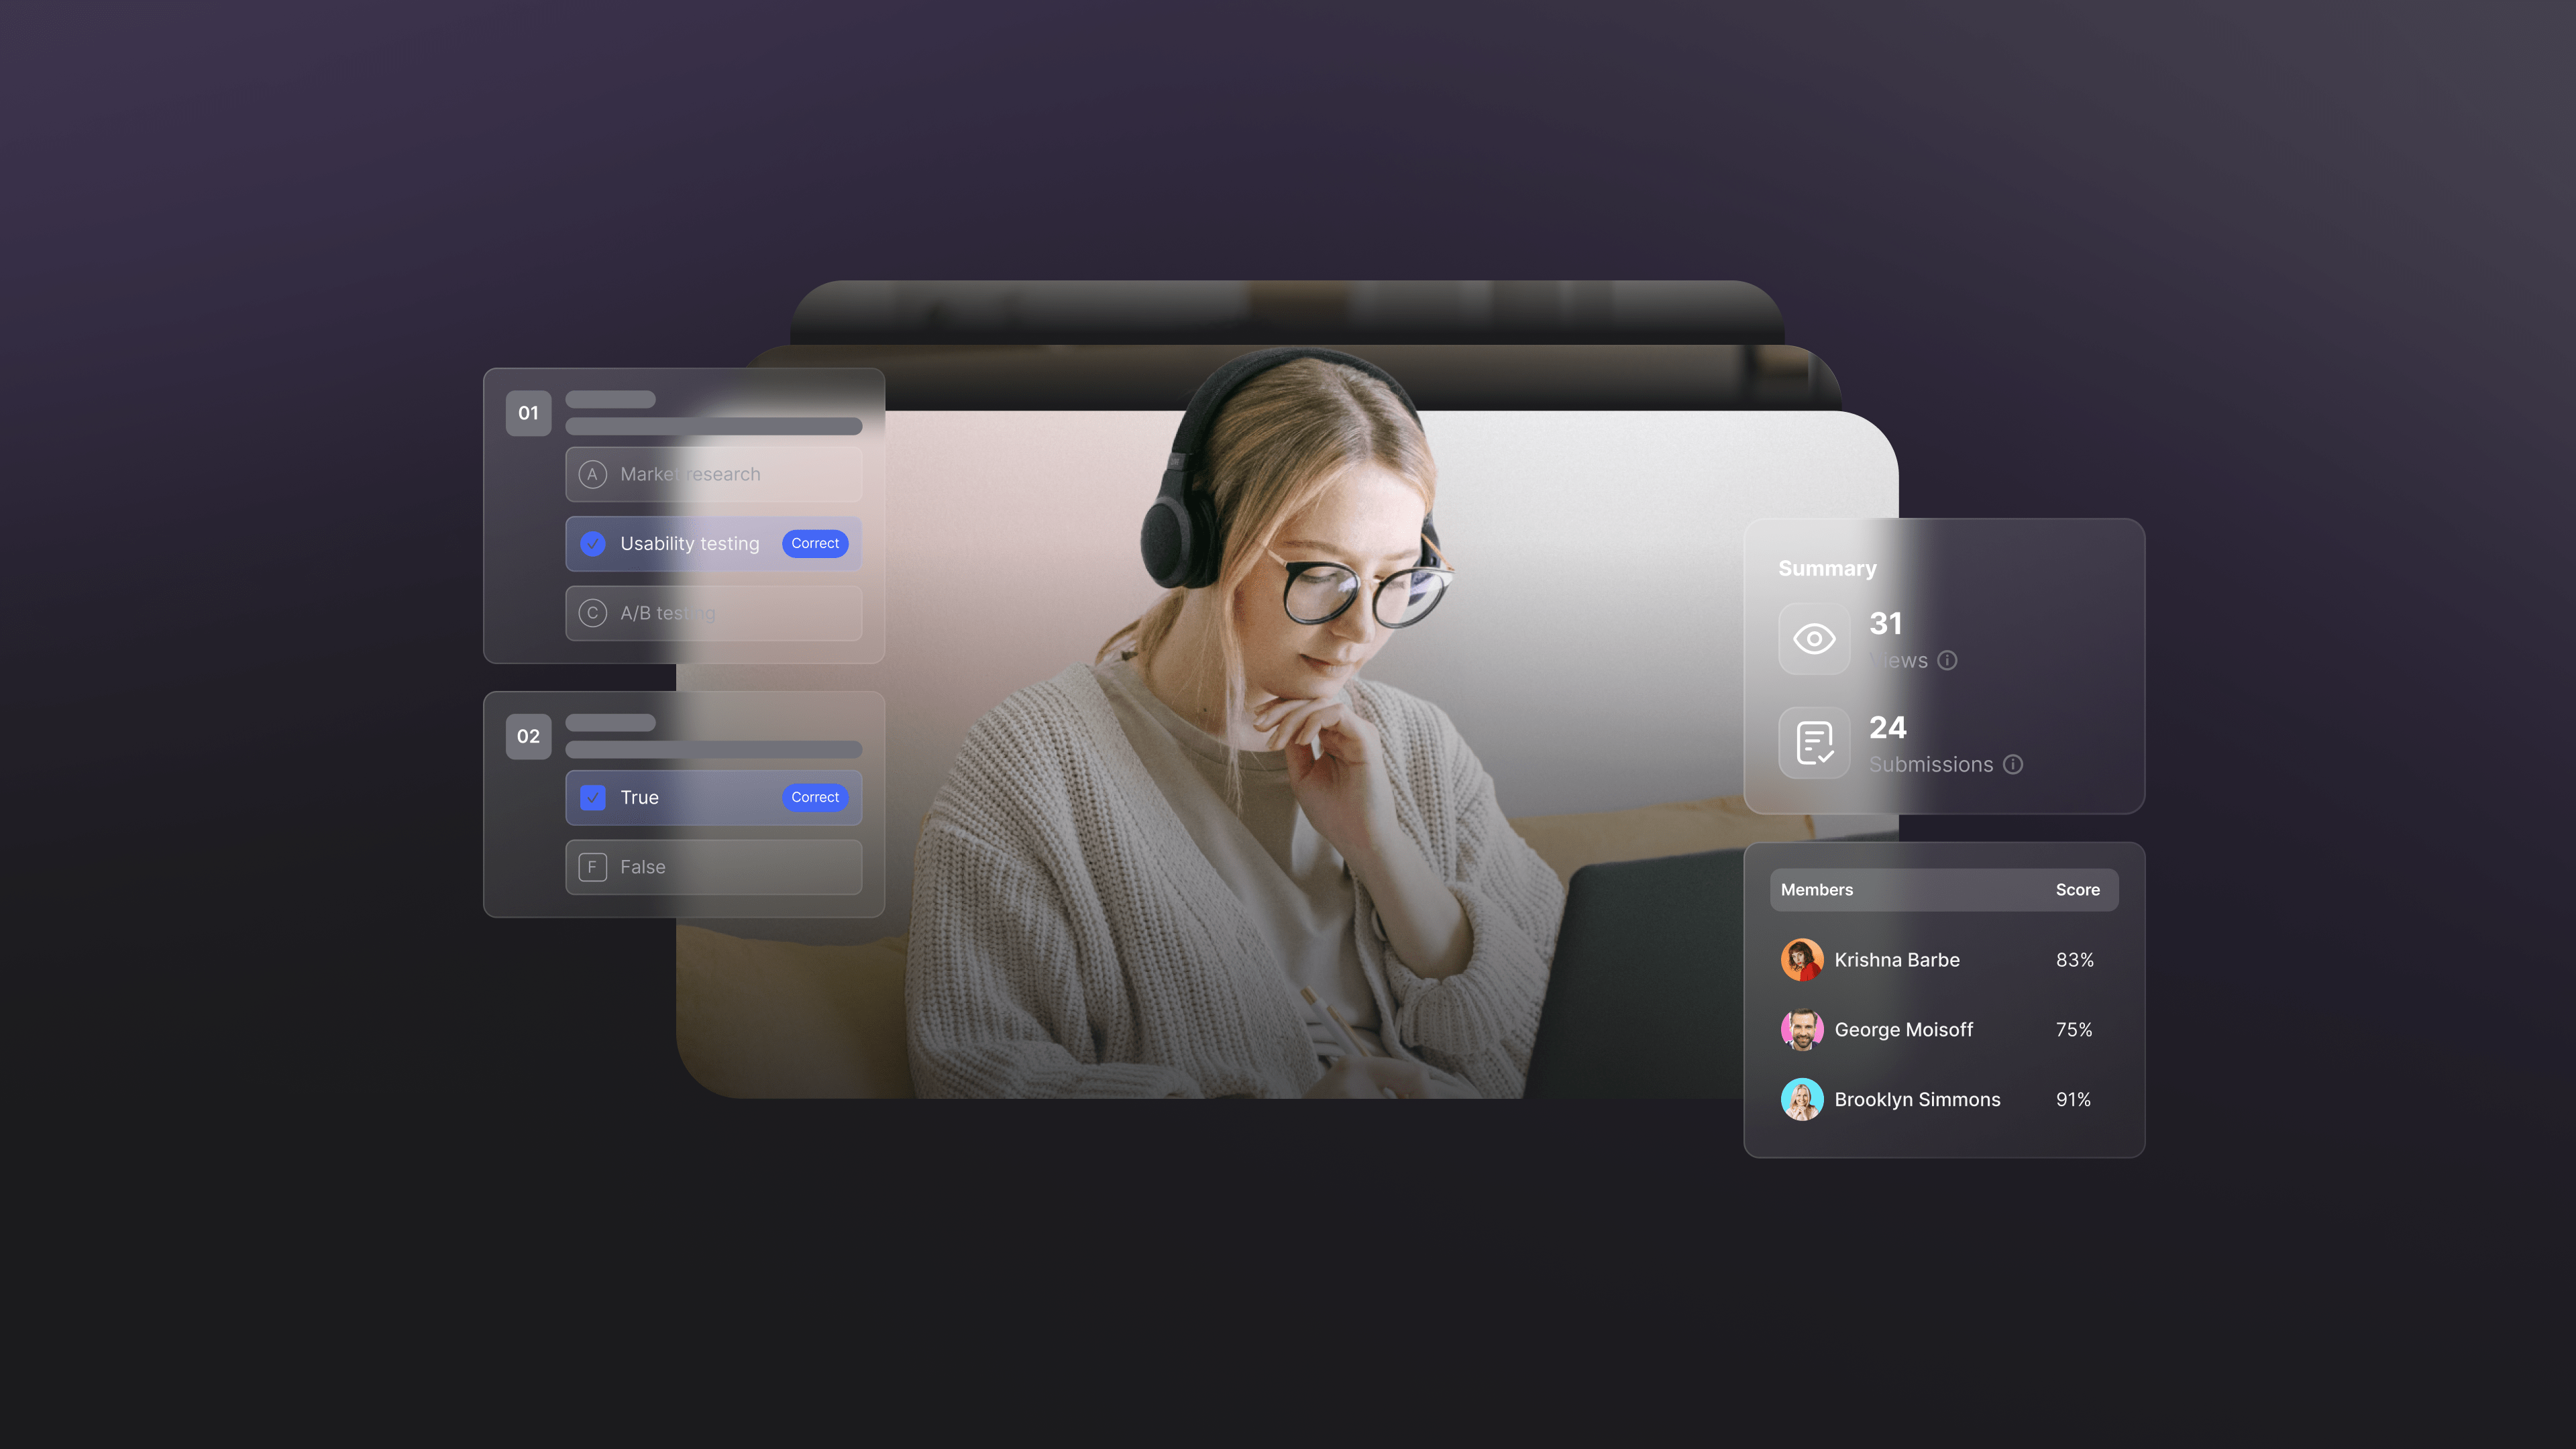 01
A Market research
Usability testing Correct
C A/B testing
02
True Correct
F False
Summary
31
Views
24
Submissions
Members Score
Krishna Barbe 83%
George Moisoff 75%
Brooklyn Simmons 91%